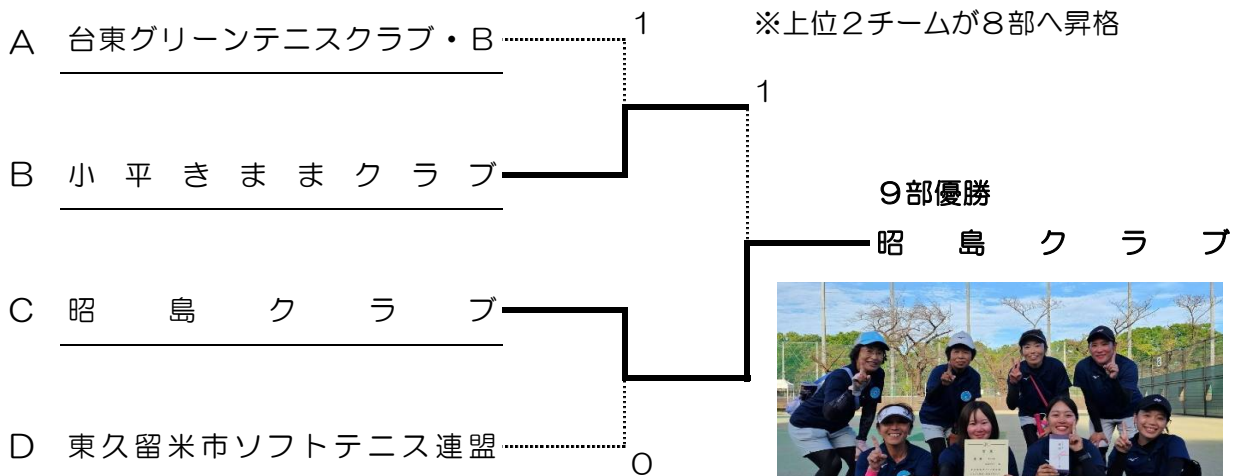 ※上位2チームが8部へ昇格
A 台東グリーンテニスクラブ・B 1
1
B 小平きままクラブ
9部優勝
昭島クラブ
C 昭島クラブ
D 東久留米市ソフトテニス連盟 0